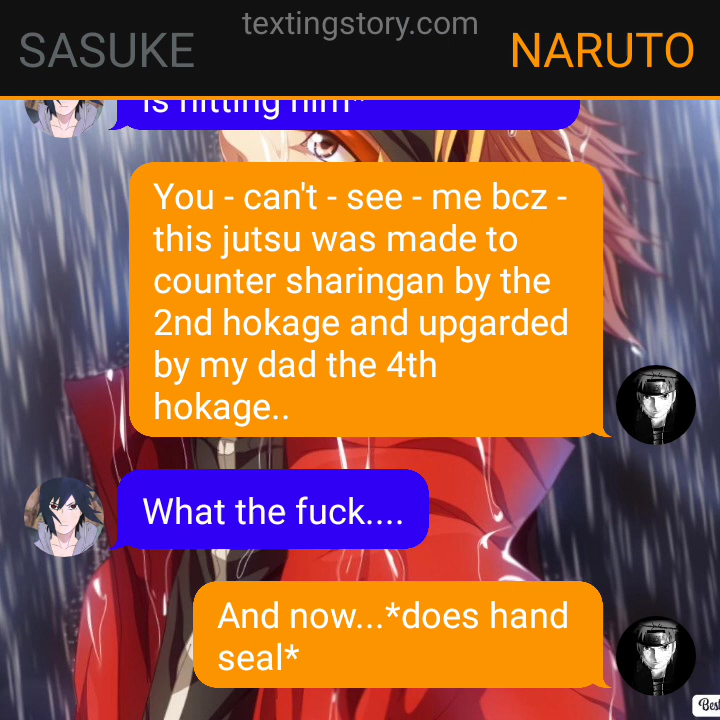 textingstory.com
SASUKE
NARUTO
is hitting him*
You - can't - see - me bcz -
this jutsu was made to
counter sharingan by the
2nd hokage and upgarded
by my dad the 4th
hokage..
What the fuck....
And now...*does hand
seal*